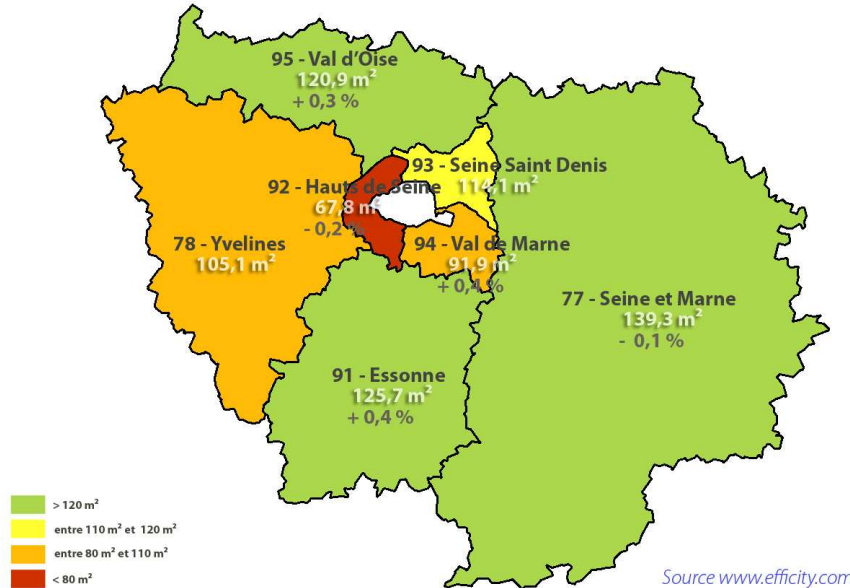 95 - Val d'Oise
120,9 m²
+ 0,3 %
93 - Seine Saint Denis
114,1 m²
92 - Hauts de Seine
67,8 m²
- 0,2 %
78 - Yvelines
105,1 m²
94 - Val de Marne
91,9 m²
+ 0,4 %
77 - Seine et Marne
139,3 m²
- 0,1 %
91 - Essonne
125,7 m²
+ 0,4 %
> 120 m²
entre 110 m² et 120 m²
entre 80 m² et 110 m²
< 80 m²
Source www.efficity.com